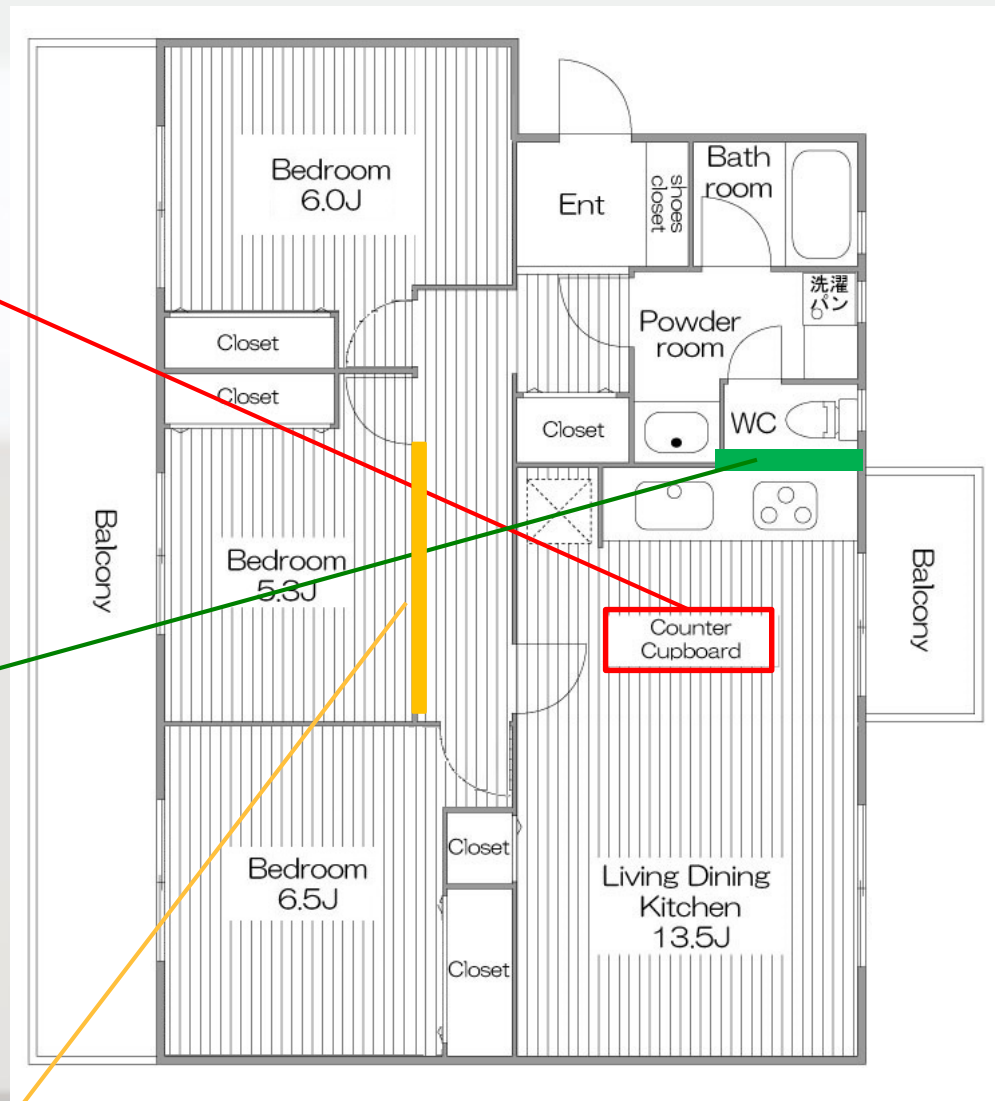 Bedroom
6.0J
Ent
shoes
closet
Bath
room
洗濯
パン
Powder
room
Closet
Closet
Closet
WC
Balcony
Bedroom
5.3J
Counter
Cupboard
Balcony
Bedroom
6.5J
Closet
Closet
Living Dining
Kitchen
13.5J